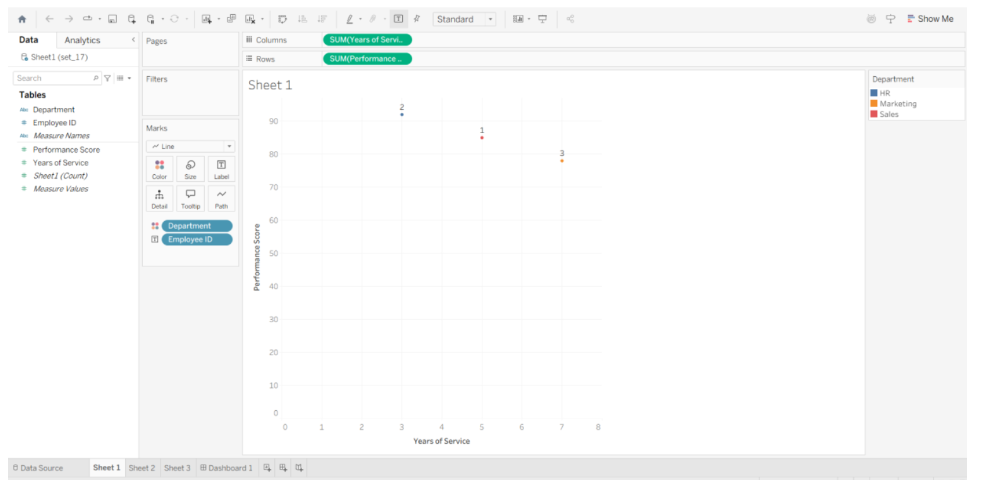 Standard
Show Me
Data
Analytics
Sheet1 (set_17)
Search
Tables
Abc Department
Employee ID
Abc Measure Names
Performance Score
Years of Service
Sheet1 (Count)
Measure Values
Pages
Filters
Marks
Line
Color Size Label
Detail Tooltip Path
Department
Employee ID
Columns SUM(Years of Servi..
Rows SUM(Performance ..
Sheet 1
2
1
3
90
80
70
60
50
40
30
20
10
0
Performance Score
0 1 2 3 4 5 6 7 8
Years of Service
Department
HR
Marketing
Sales
Data Source Sheet 1 Sheet 2 Sheet 3 Dashboard 1